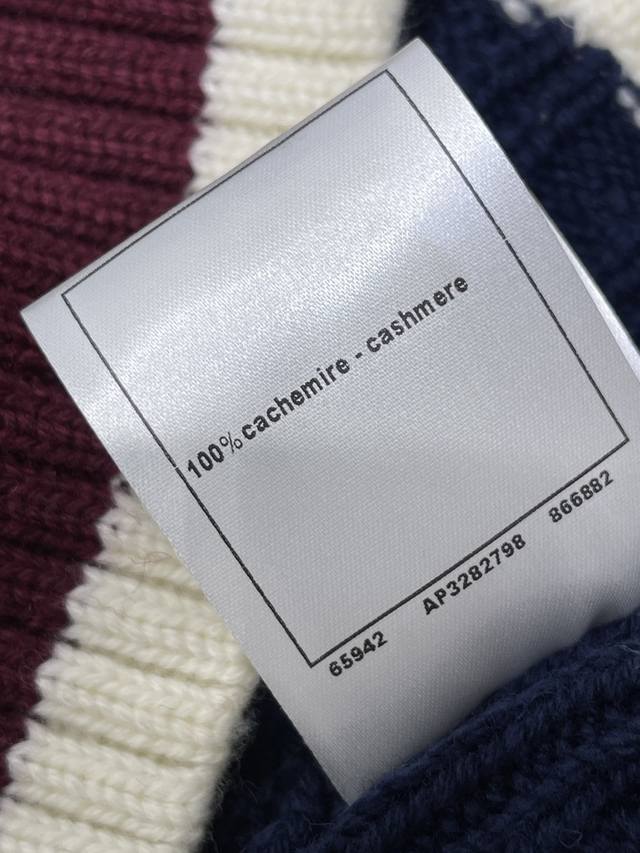 100% cachemire - cashmere
65942 AP3282798 866882